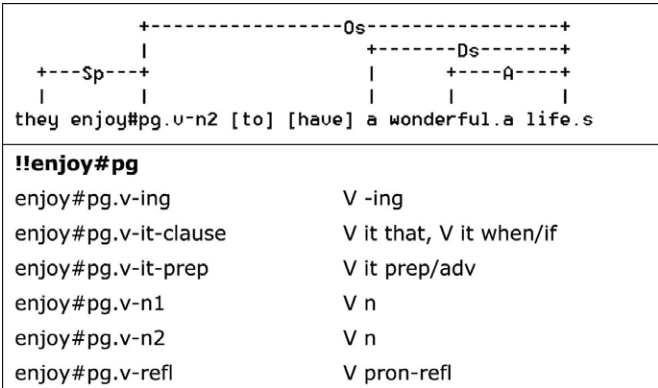 +-----------------Os-----------------+
|                      +-------Ds-------+
+---Sp---+                      |       +----A----+
|          |                      |       |          |
they enjoy#pg.v-n2 [to] [have] a wonderful.a life.s
!!enjoy#pg
enjoy#pg.v-ing V -ing
enjoy#pg.v-it-clause V it that, V it when/if
enjoy#pg.v-it-prep V it prep/adv
enjoy#pg.v-n1 V n
enjoy#pg.v-n2 V n
enjoy#pg.v-refl V pron-refl